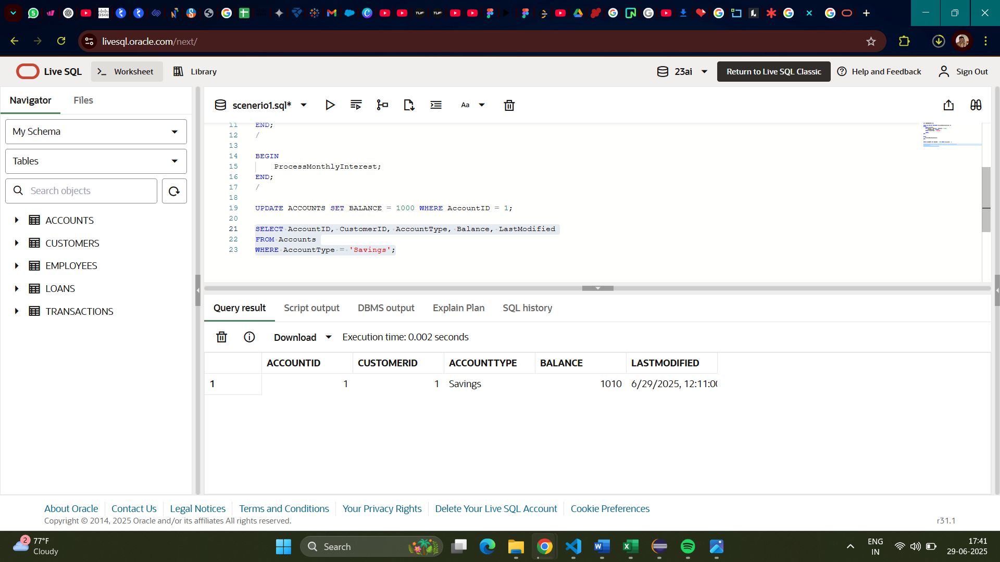 livesql.oracle.com/next/
Live SQL
Worksheet
Library
23ai
Return to Live SQL Classic
Help and Feedback
Sign Out
Navigator
Files
scenerio1.sql*
Aa
My Schema
Tables
Search objects
ACCOUNTS
CUSTOMERS
EMPLOYEES
LOANS
TRANSACTIONS
11 END;
12 /
13
14 BEGIN
15 ProcessMonthlyInterest;
16 END;
17 /
18
19 UPDATE ACCOUNTS SET BALANCE = 1000 WHERE AccountID = 1;
20
21 SELECT AccountID, CustomerID, AccountType, Balance, LastModified
22 FROM Accounts
23 WHERE AccountType = 'Savings';
Query result
Script output
DBMS output
Explain Plan
SQL history
Download
Execution time: 0.002 seconds
ACCOUNTID CUSTOMERID ACCOUNTTYPE BALANCE LASTMODIFIED
1 1 1 Savings 1010 6/29/2025, 12:11:00
About Oracle
Contact Us
Legal Notices
Terms and Conditions
Your Privacy Rights
Delete Your Live SQL Account
Cookie Preferences
Copyright © 2014, 2025 Oracle and/or its affiliates All rights reserved.
r31.1
2
77°F
Cloudy
Search
ENG
IN
17:41
29-06-2025